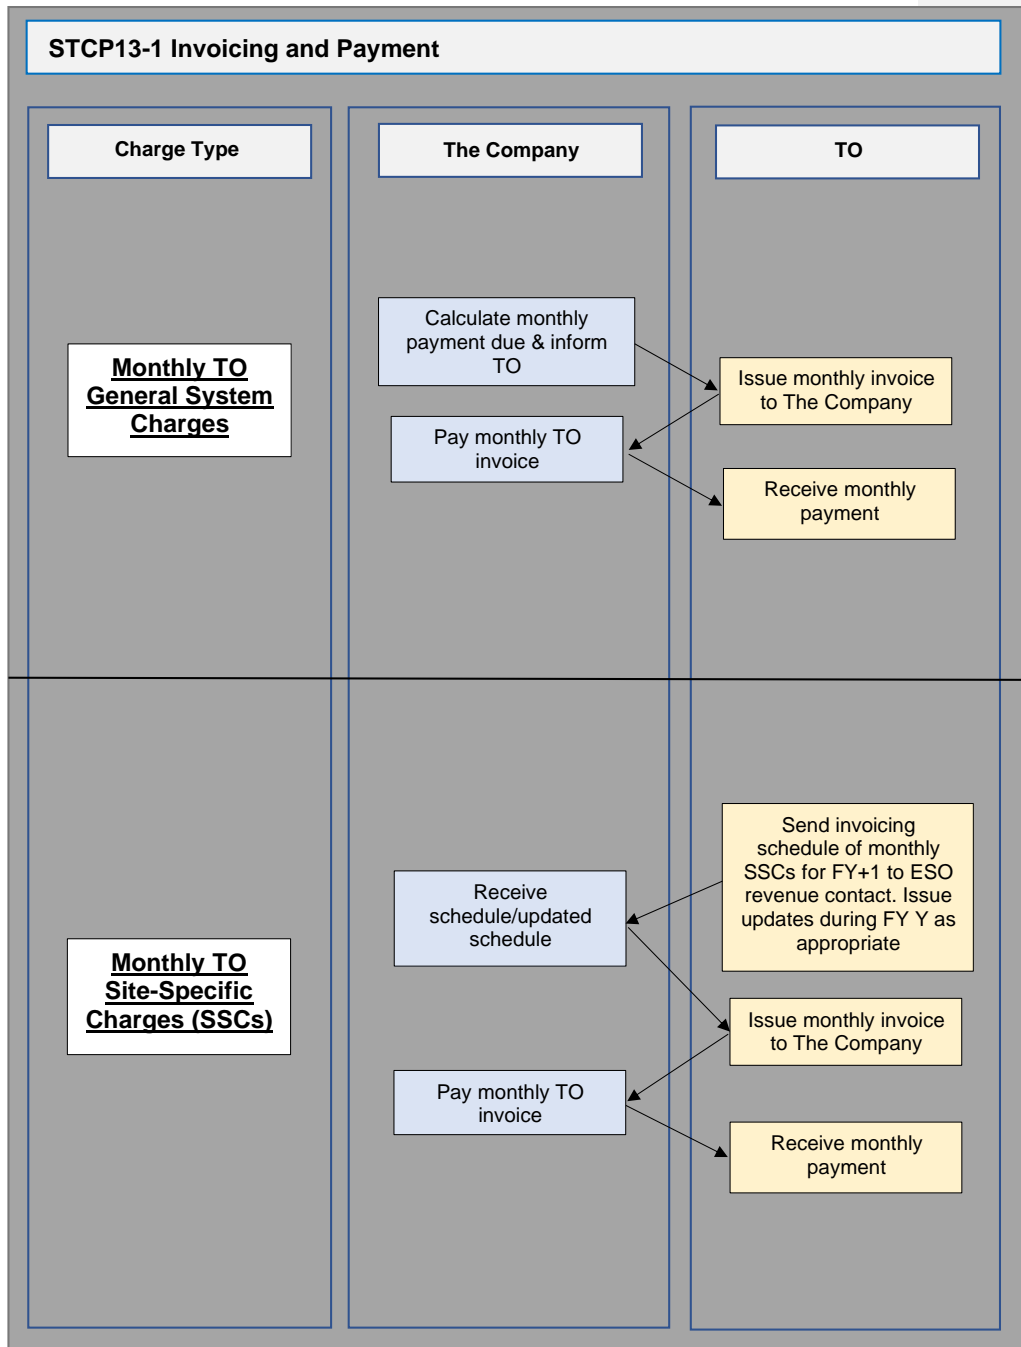 STCP13-1 Invoicing and Payment
Charge Type
The Company
TO
Monthly TO
General System
Charges
Calculate monthly
payment due & inform
TO
Issue monthly invoice
to The Company
Pay monthly TO
invoice
Receive monthly
payment
Monthly TO
Site-Specific
Charges (SSCs)
Send invoicing
schedule of monthly
SSCs for FY+1 to ESO
revenue contact. Issue
updates during FY Y as
appropriate
Receive
schedule/updated
schedule
Issue monthly invoice
to The Company
Pay monthly TO
invoice
Receive monthly
payment